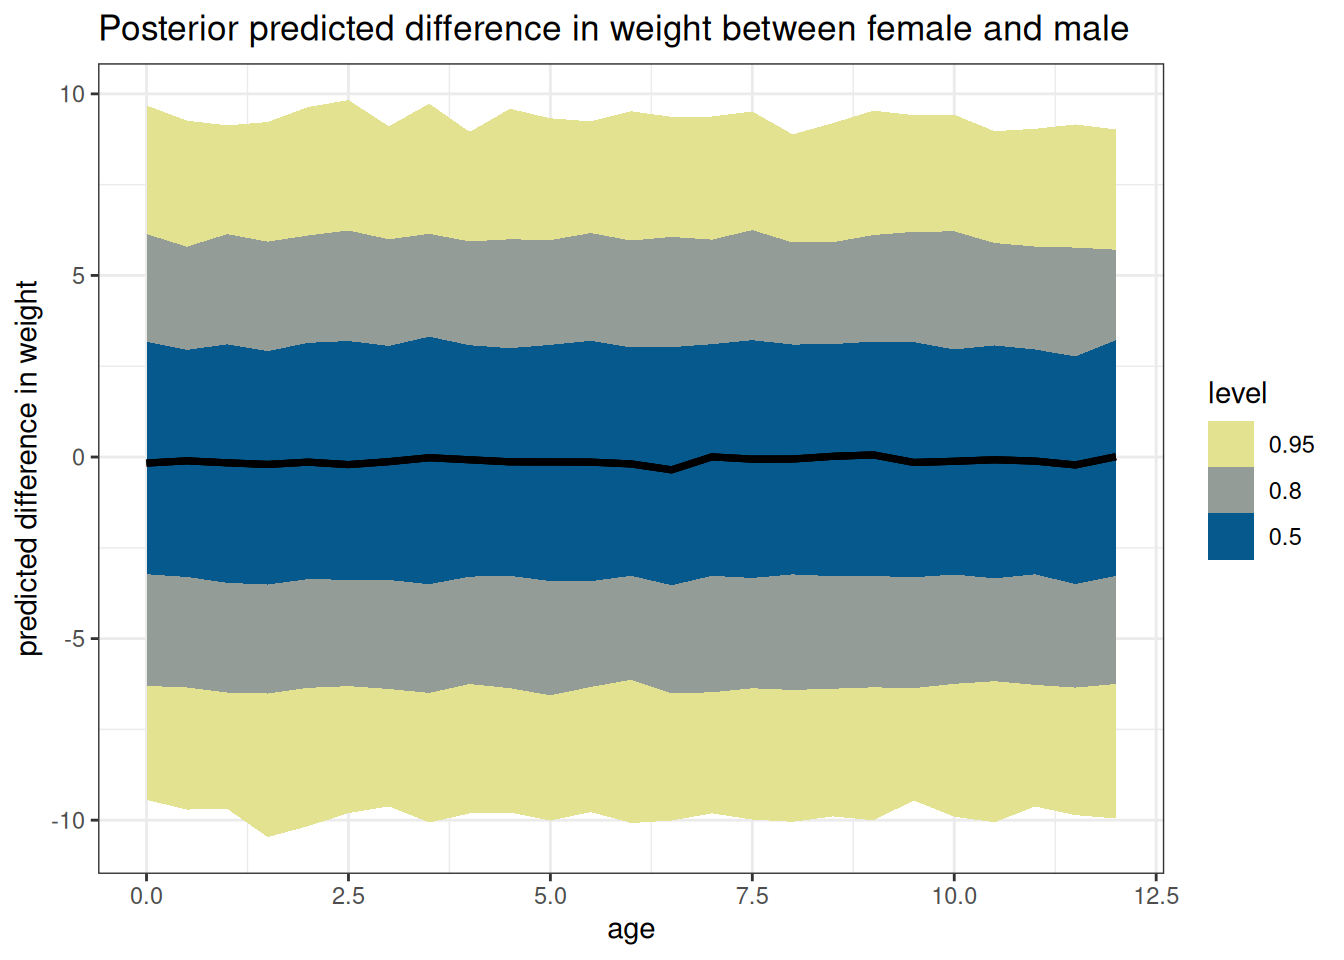 Posterior predicted difference in weight between female and male
predicted difference in weight
10
5
0
-5
-10
0.0 2.5 5.0 7.5 10.0 12.5
age
level
0.95
0.8
0.5